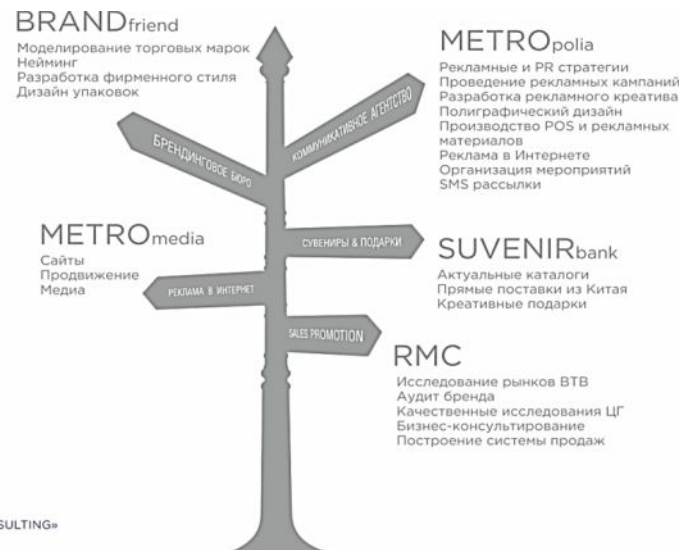 BRANDfriend
Моделирование торговых марок
Нейминг
Разработка фирменного стиля
Дизайн упаковок
METROpolia
Рекламные и PR стратегии
Проведение рекламных кампаний
Разработка рекламного креатива
Полиграфический дизайн
Производство POS и рекламных
материалов
Реклама в Интернете
Организация мероприятий
SMS рассылки
БРЕНДИНГОВОЕ БЮРО
КОММУНИКАТИВНОЕ АГЕНТСТВО
METROmedia
Сайты
Продвижение
Медиа
СУВЕНИРЫ & ПОДАРКИ
SUVENIRbank
Актуальные каталоги
Прямые поставки из Китая
Креативные подарки
РЕКЛАМА В ИНТЕРНЕТ
SALES PROMOTION
RMC
Исследование рынков ВТВ
Аудит бренда
Качественные исследования ЦГ
Бизнес-консультирование
Построение системы продаж
SULTING»